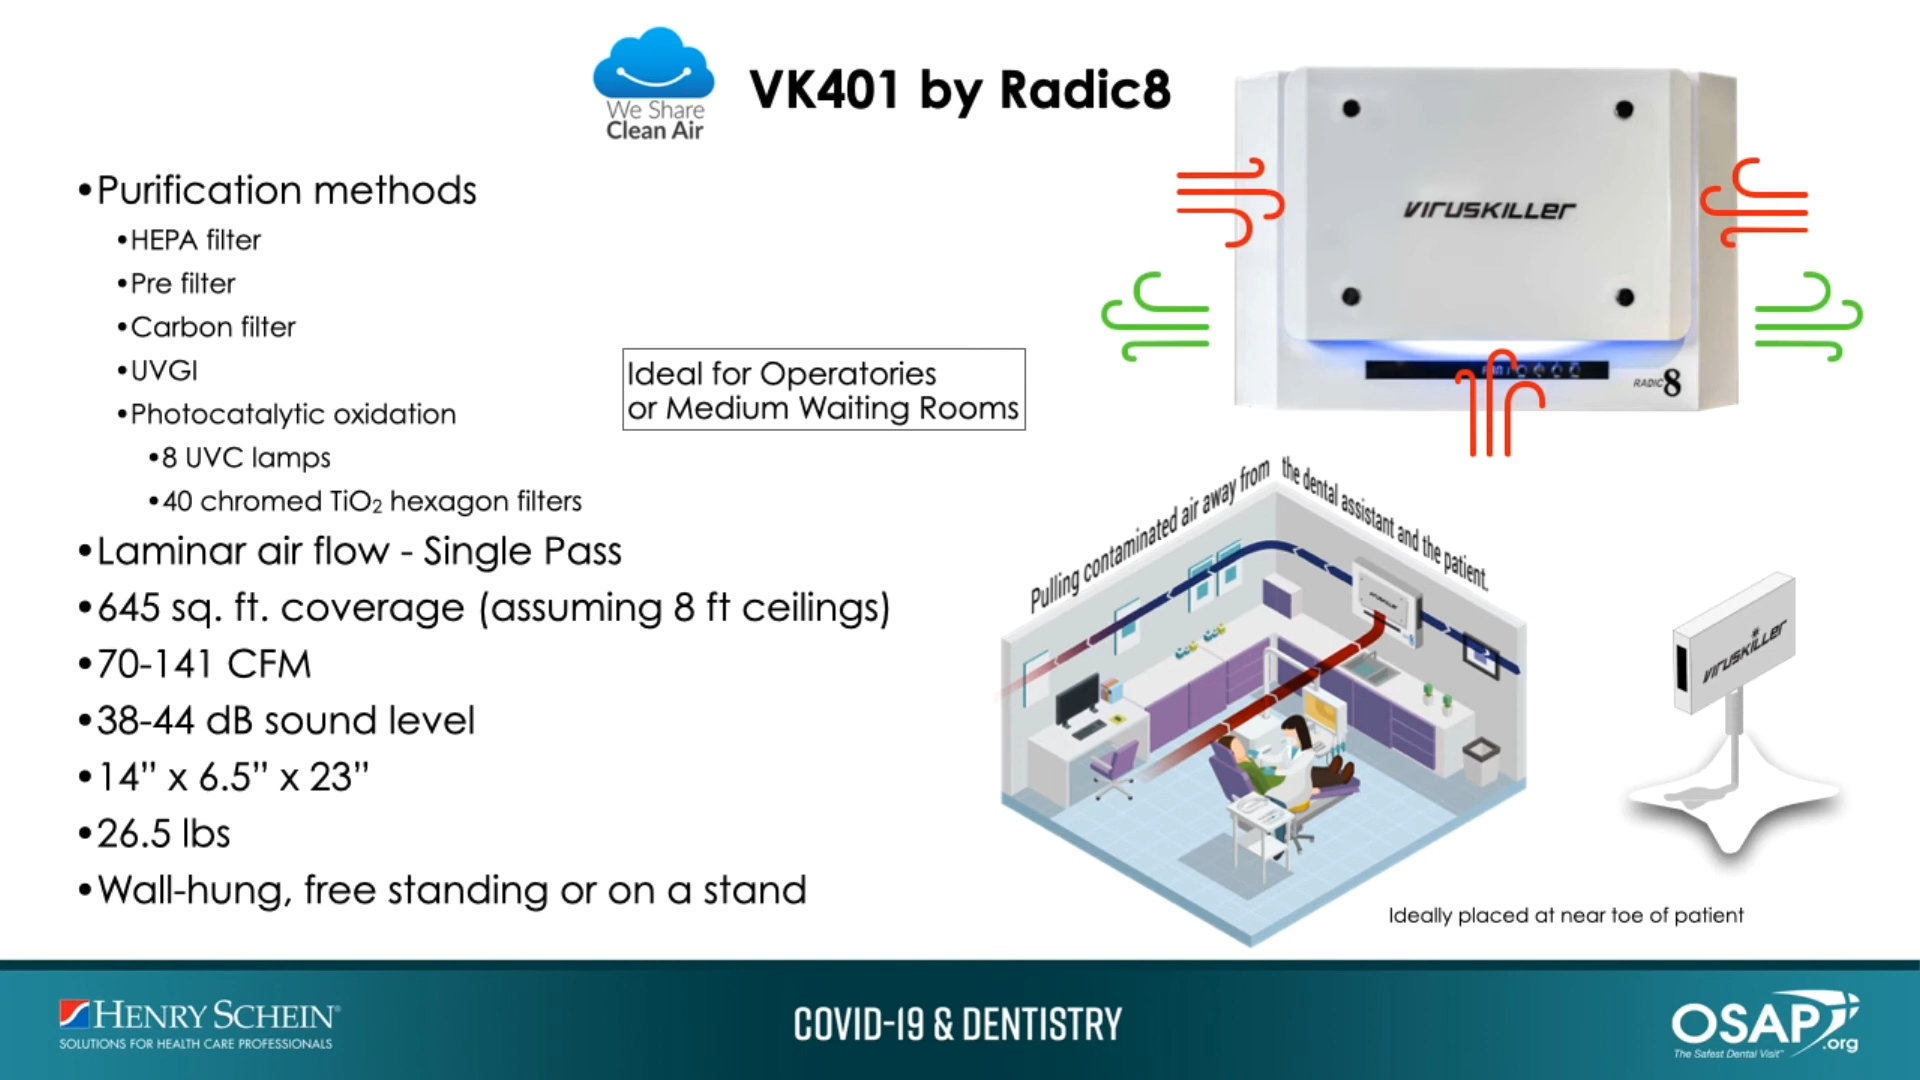 We Share
Clean Air
VK401 by Radic8
•Purification methods
•HEPA filter
•Pre filter
•Carbon filter
•UVGI
•Photocatalytic oxidation
•8 UVC lamps
•40 chromed TiO₂ hexagon filters
•Laminar air flow - Single Pass
•645 sq. ft. coverage (assuming 8 ft ceilings)
•70-141 CFM
•38-44 dB sound level
•14” x 6.5” x 23”
•26.5 lbs
•Wall-hung, free standing or on a stand
Ideal for Operatories
or Medium Waiting Rooms
VIRUSKILLER
RADIC8
Pulling contaminated air away from the dental assistant and the patient.
VIRUSKILLER
VIRUSKILLER
Ideally placed at near toe of patient
HENRY SCHEIN®
SOLUTIONS FOR HEALTH CARE PROFESSIONALS
COVID-19 & DENTISTRY
OSAP
.org
The Safest Dental Visit™